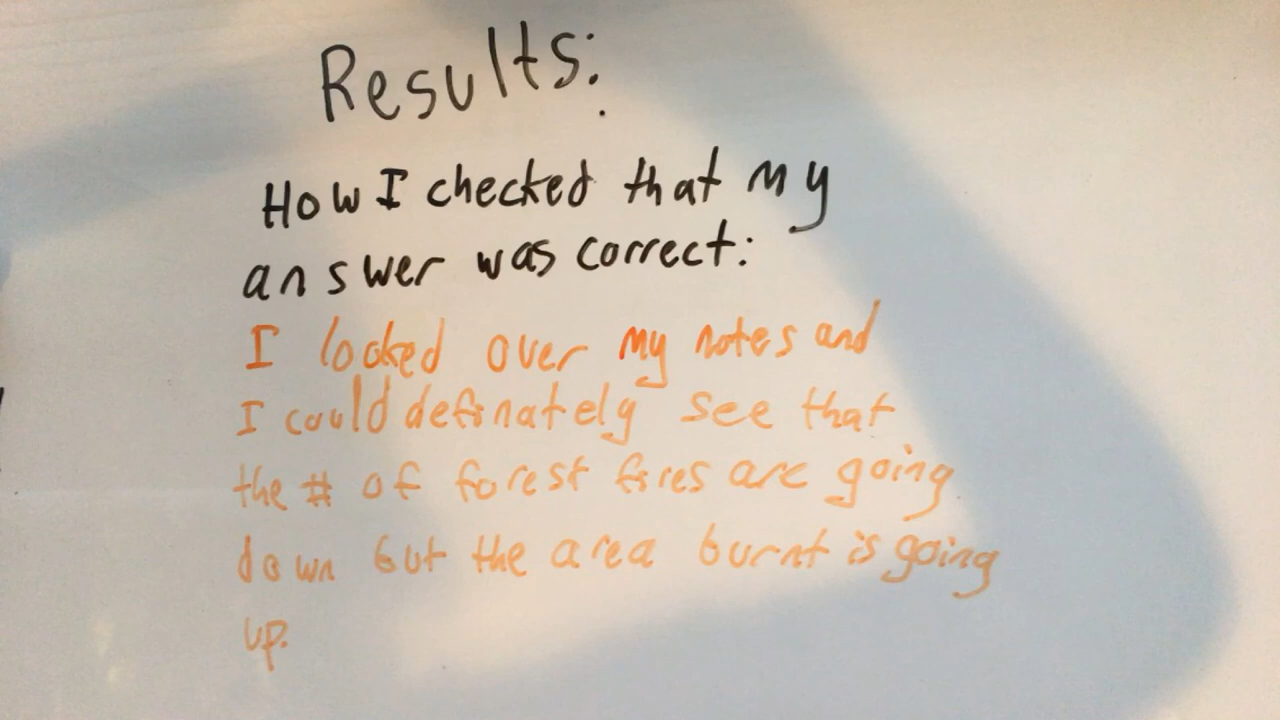 Results:
How I checked that my
answer was correct:
I looked over my notes and
I could definately see that
the # of forest fires are going
down but the area burnt is going
up.